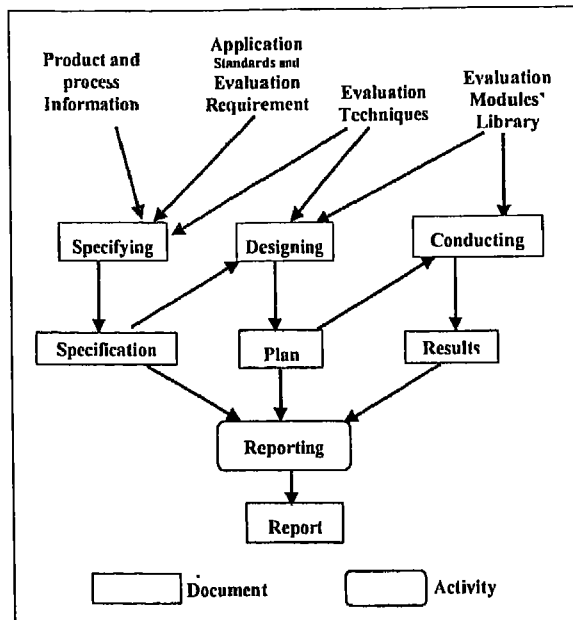 Product and
process
Information
Application
Standards and
Evaluation
Requirement
Evaluation
Techniques
Evaluation
Modules'
Library
Specifying
Designing
Conducting
Specification
Plan
Results
Reporting
Report
Document
Activity